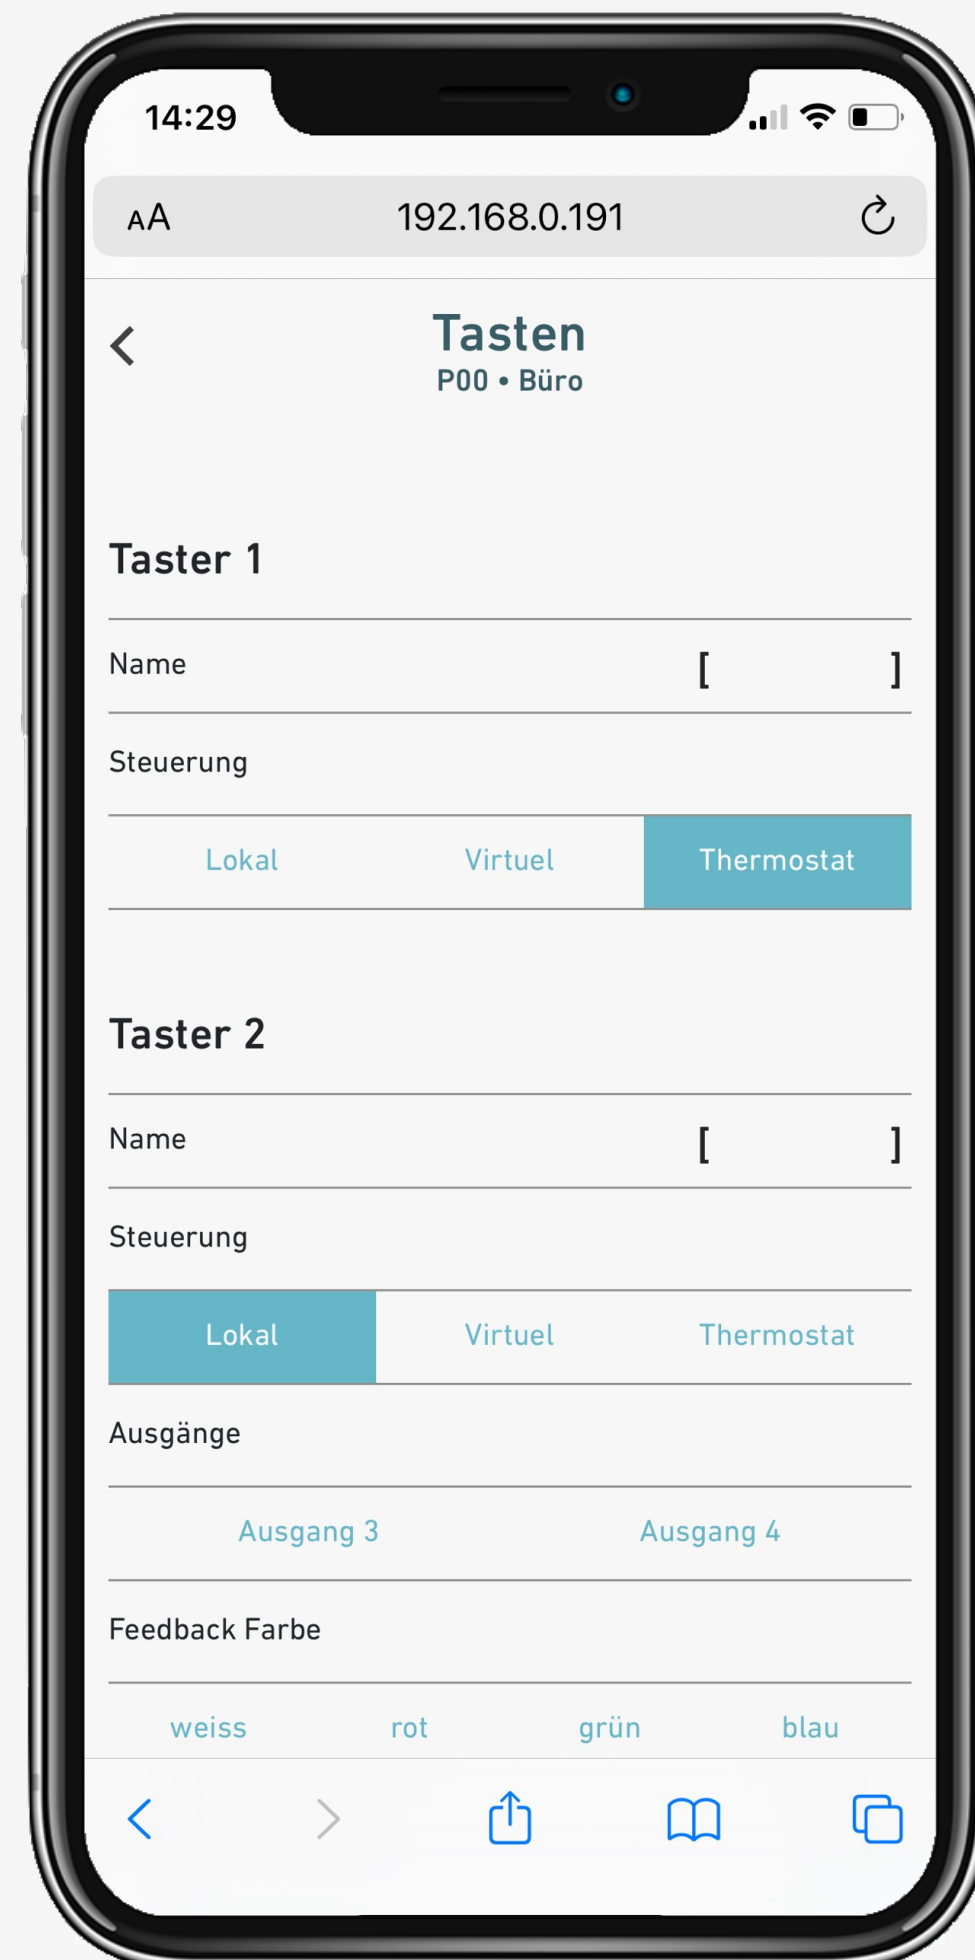 14:29
AA 192.168.0.191
Tasten
P00 • Büro
Taster 1
Name [ ]
Steuerung
Lokal Virtuel Thermostat
Taster 2
Name [ ]
Steuerung
Lokal Virtuel Thermostat
Ausgänge
Ausgang 3 Ausgang 4
Feedback Farbe
weiss rot grün blau